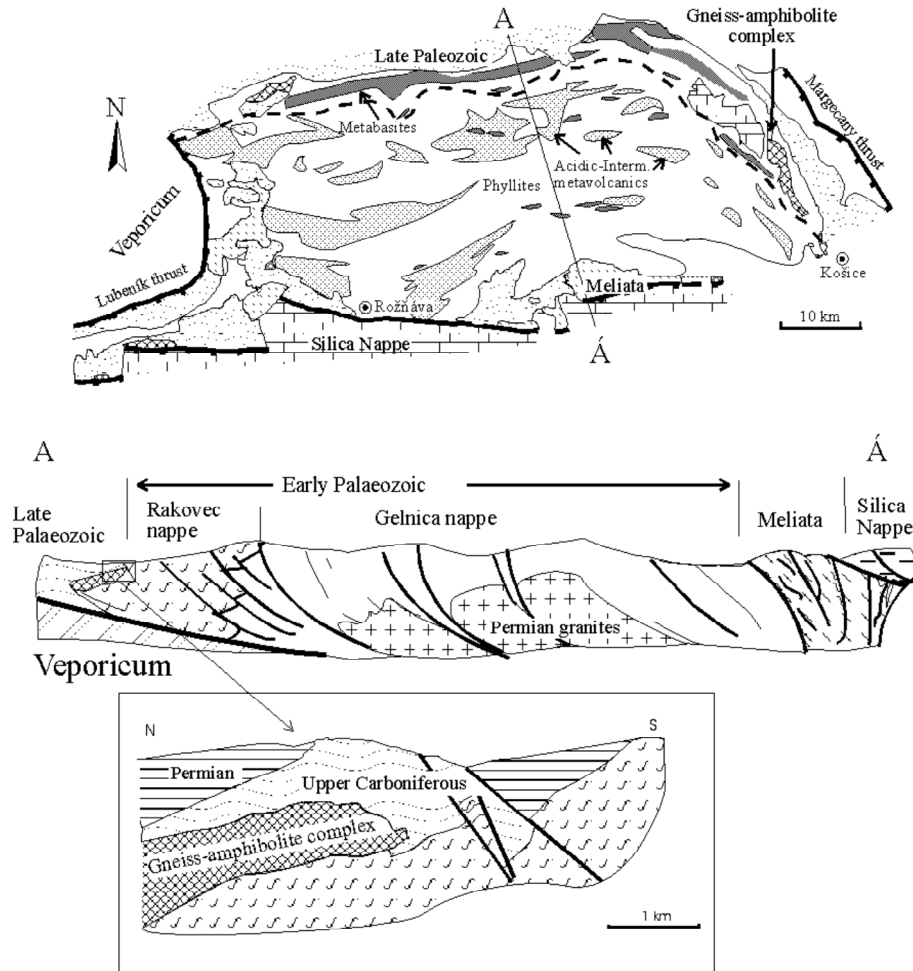 A
Gneiss-amphibolite
complex
Late Paleozoic
Margecany thrust
N
Metabasites
Acidic-Interm.
metavolcanics
Phyllites
Veporicum
Košice
Lubeník thrust
Meliata
Rožňáva
10 km
Silica Nappe
Á
A
Á
Early Palaeozoic
Late
Palaeozoic
Rakovec
nappe
Gelnica nappe
Meliata
Silica
Nappe
Permian granites
Veporicum
N
S
Permian
Upper Carboniferous
Gneiss-amphibolite complex
1 km